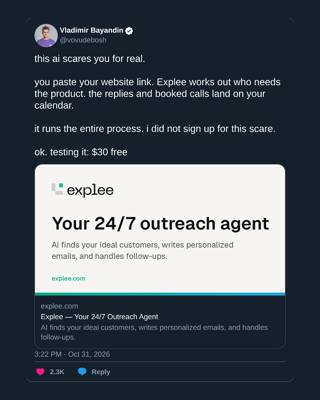 Vladimir Bayandin
@vovudebosh
this ai scares you for real.
you paste your website link. Explee works out who needs
the product. the replies and booked calls land on your
calendar.
it runs the entire process. i did not sign up for this scare.
ok. testing it: $30 free
explee
Your 24/7 outreach agent
AI finds your ideal customers, writes personalized
emails, and handles follow-ups.
explee.com
explee.com
Explee — Your 24/7 Outreach Agent
AI finds your ideal customers, writes personalized emails, and handles
follow-ups.
3:22 PM · Oct 31, 2026
2.3K Reply